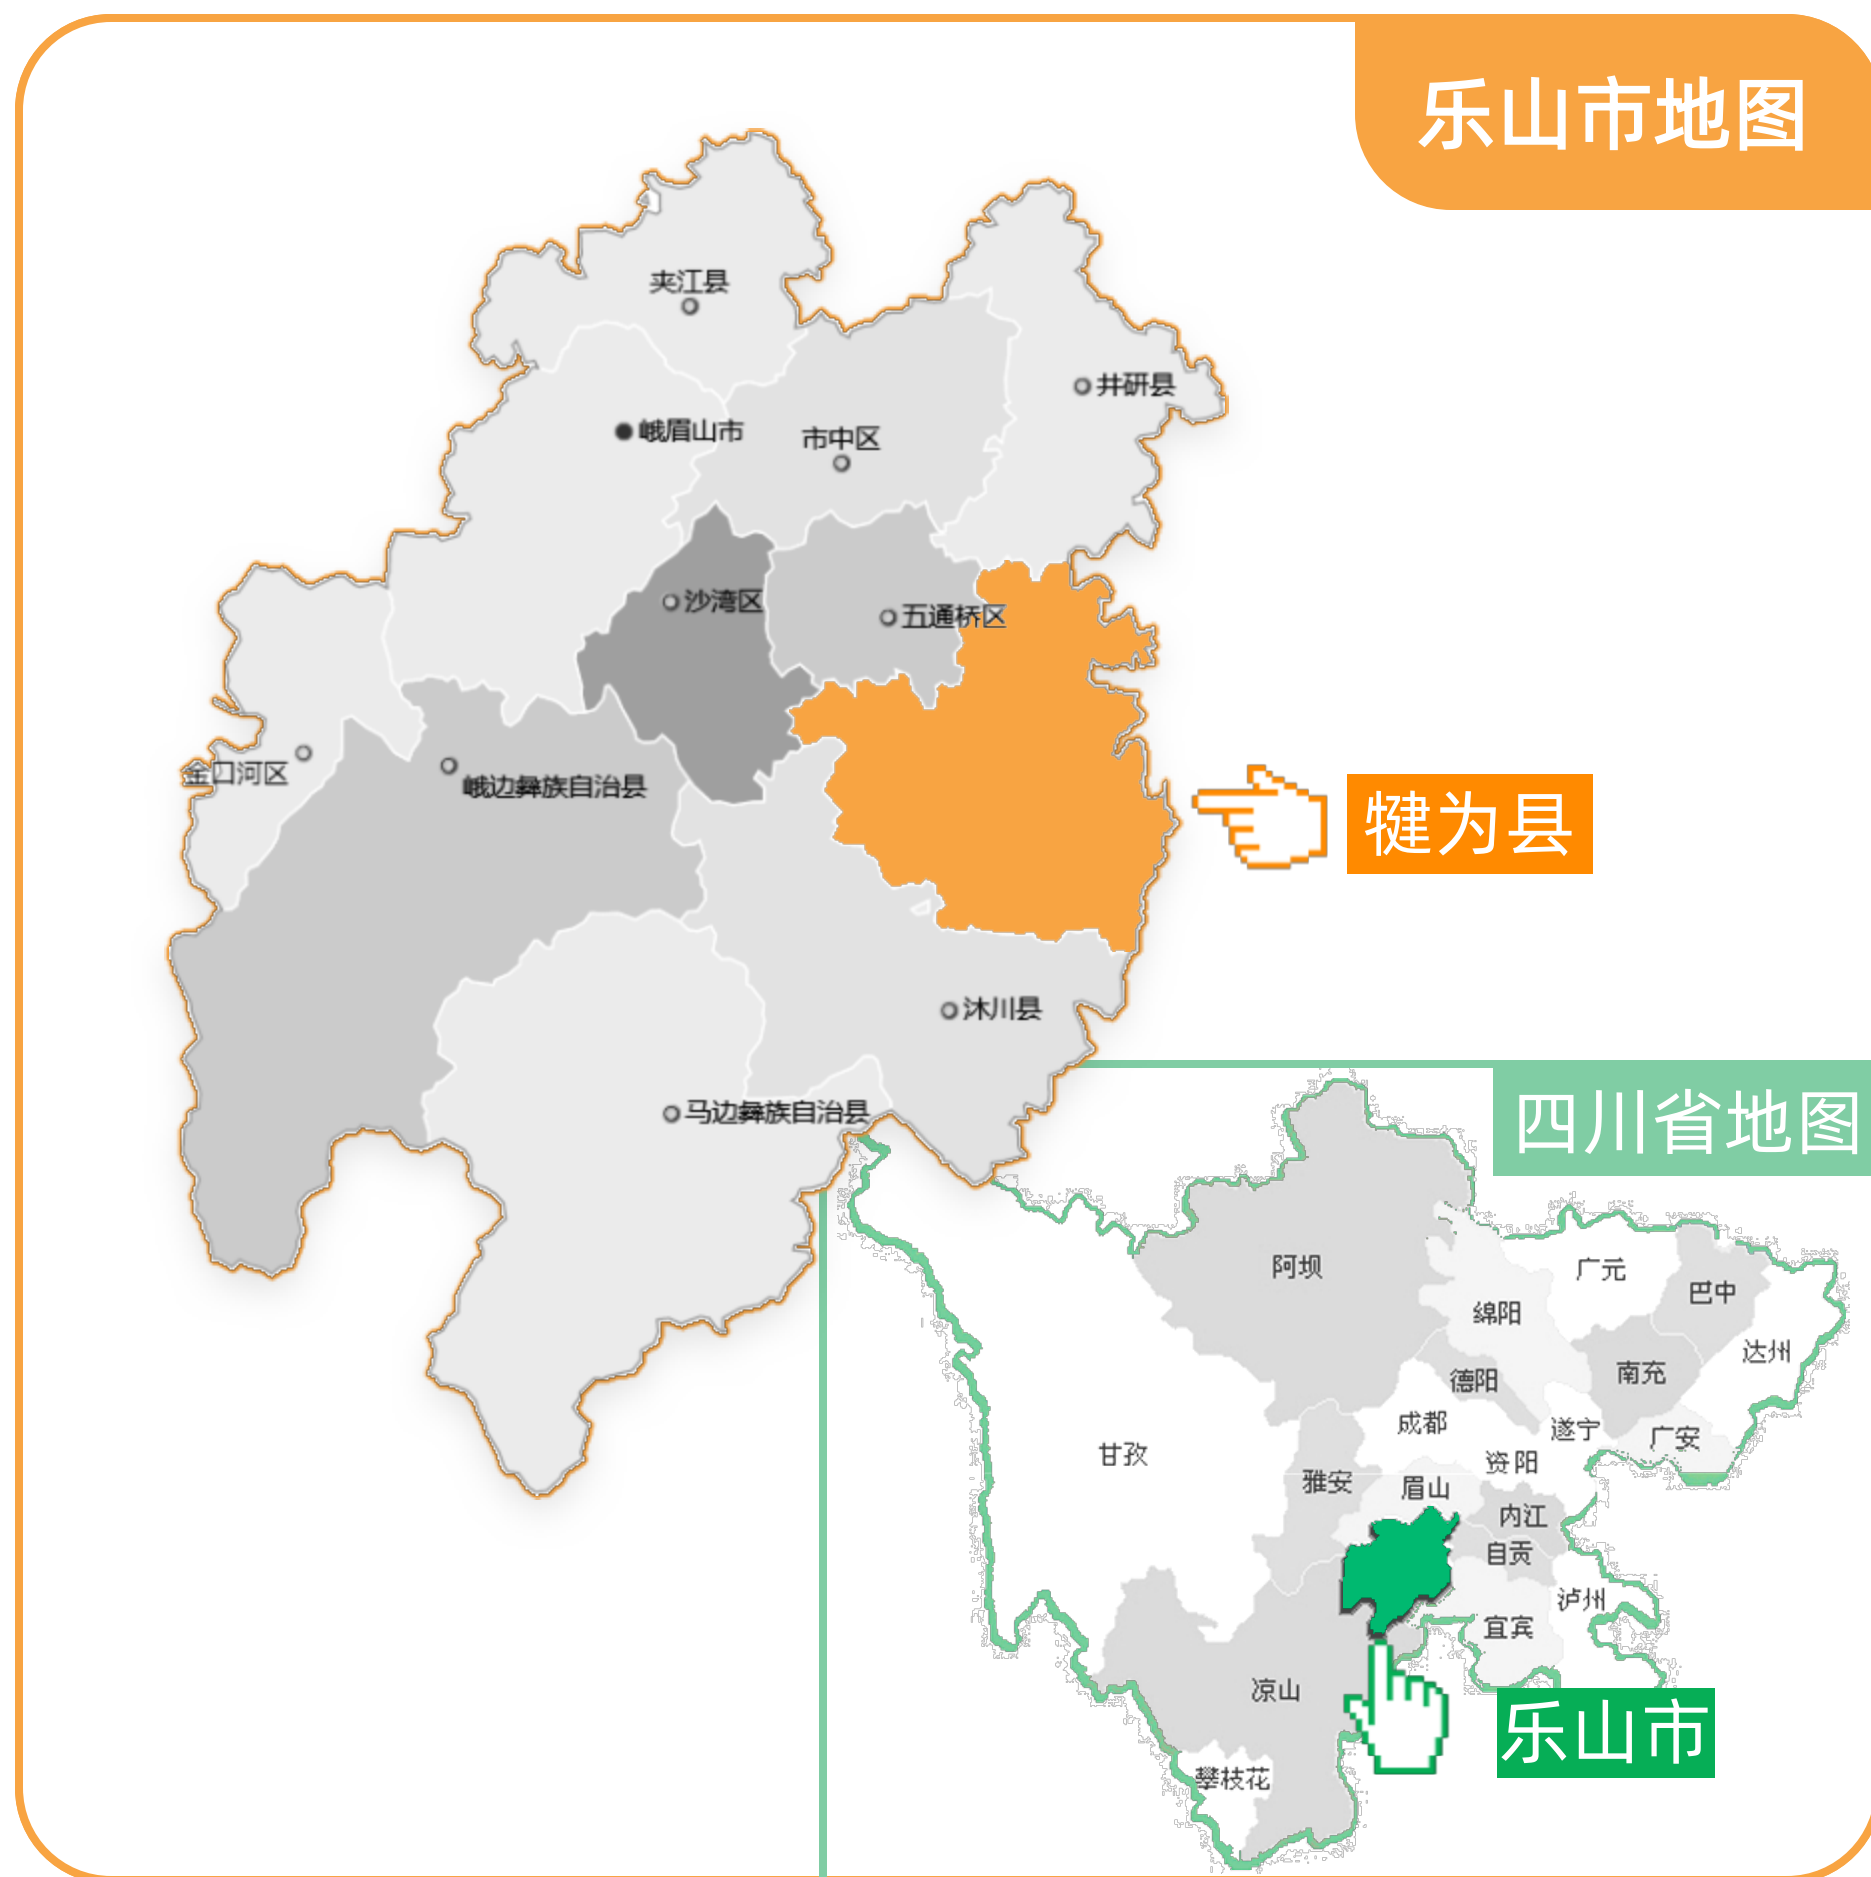 乐山市地图
夹江县
井研县
峨眉山市
市中区
沙湾区
五通桥区
金口河区
峨边彝族自治县
犍为县
沐川县
马边彝族自治县
四川省地图
阿坝
广元
巴中
绵阳
达州
南充
德阳
成都
遂宁
广安
甘孜
资阳
雅安
眉山
内江
自贡
泸州
宜宾
凉山
乐山市
攀枝花